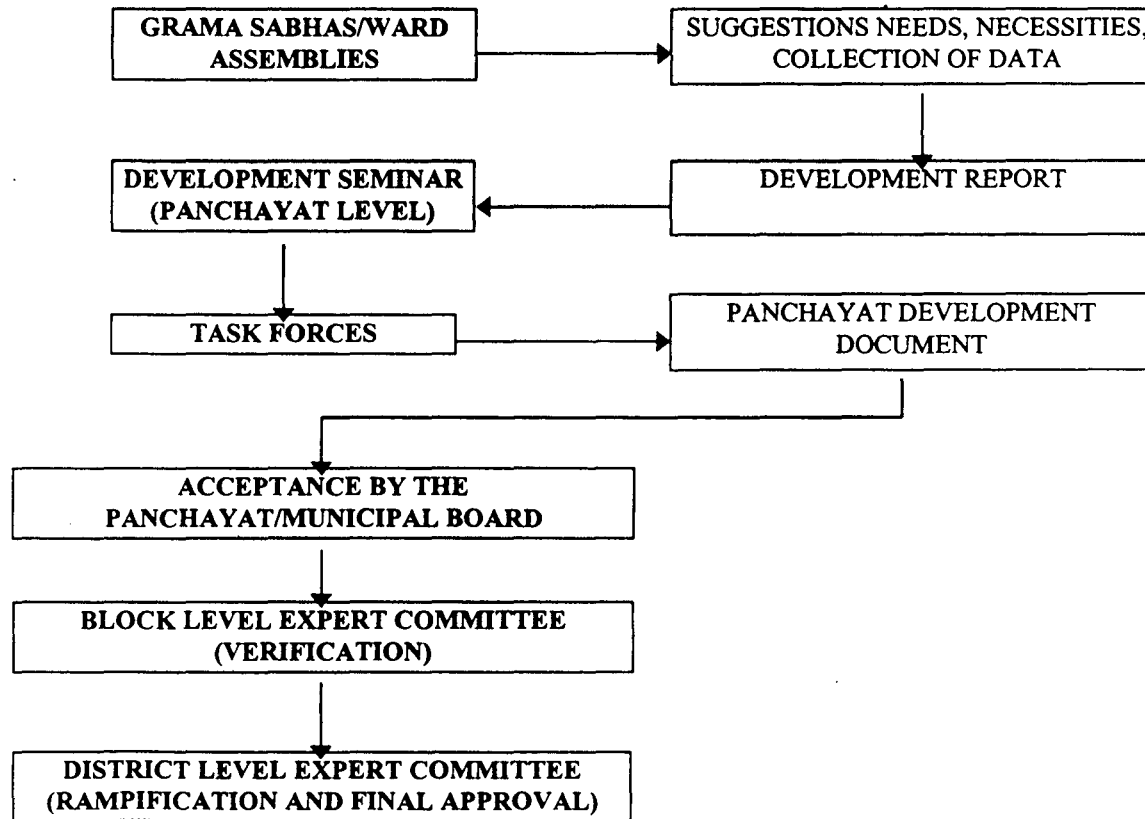 GRAMA SABHAS/WARD
ASSEMBLIES
SUGGESTIONS NEEDS, NECESSITIES,
COLLECTION OF DATA
DEVELOPMENT REPORT
DEVELOPMENT SEMINAR
(PANCHAYAT LEVEL)
TASK FORCES
PANCHAYAT DEVELOPMENT
DOCUMENT
ACCEPTANCE BY THE
PANCHAYAT/MUNICIPAL BOARD
BLOCK LEVEL EXPERT COMMITTEE
(VERIFICATION)
DISTRICT LEVEL EXPERT COMMITTEE
(RAMPIFICATION AND FINAL APPROVAL)